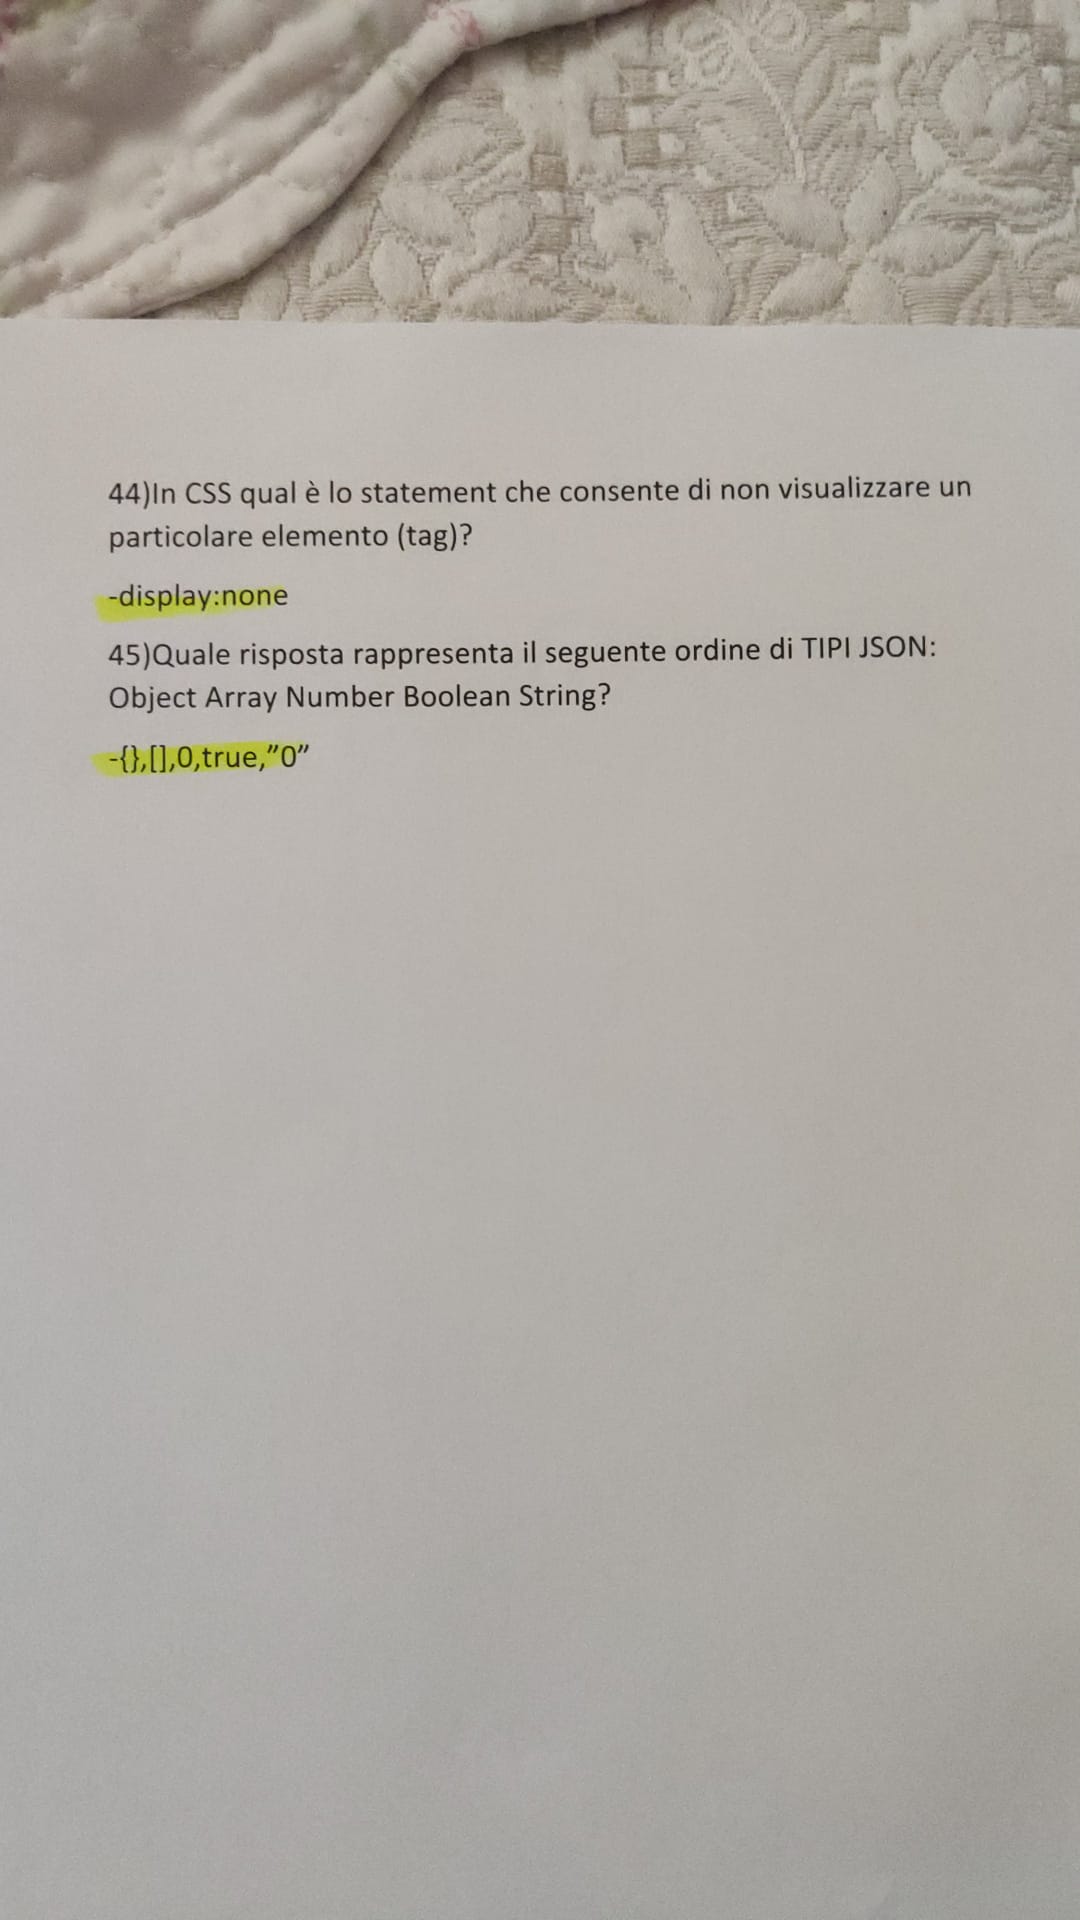 44)In CSS qual è lo statement che consente di non visualizzare un
particolare elemento (tag)?
-display:none
45)Quale risposta rappresenta il seguente ordine di TIPI JSON:
Object Array Number Boolean String?
-{},[],0,true,”0”